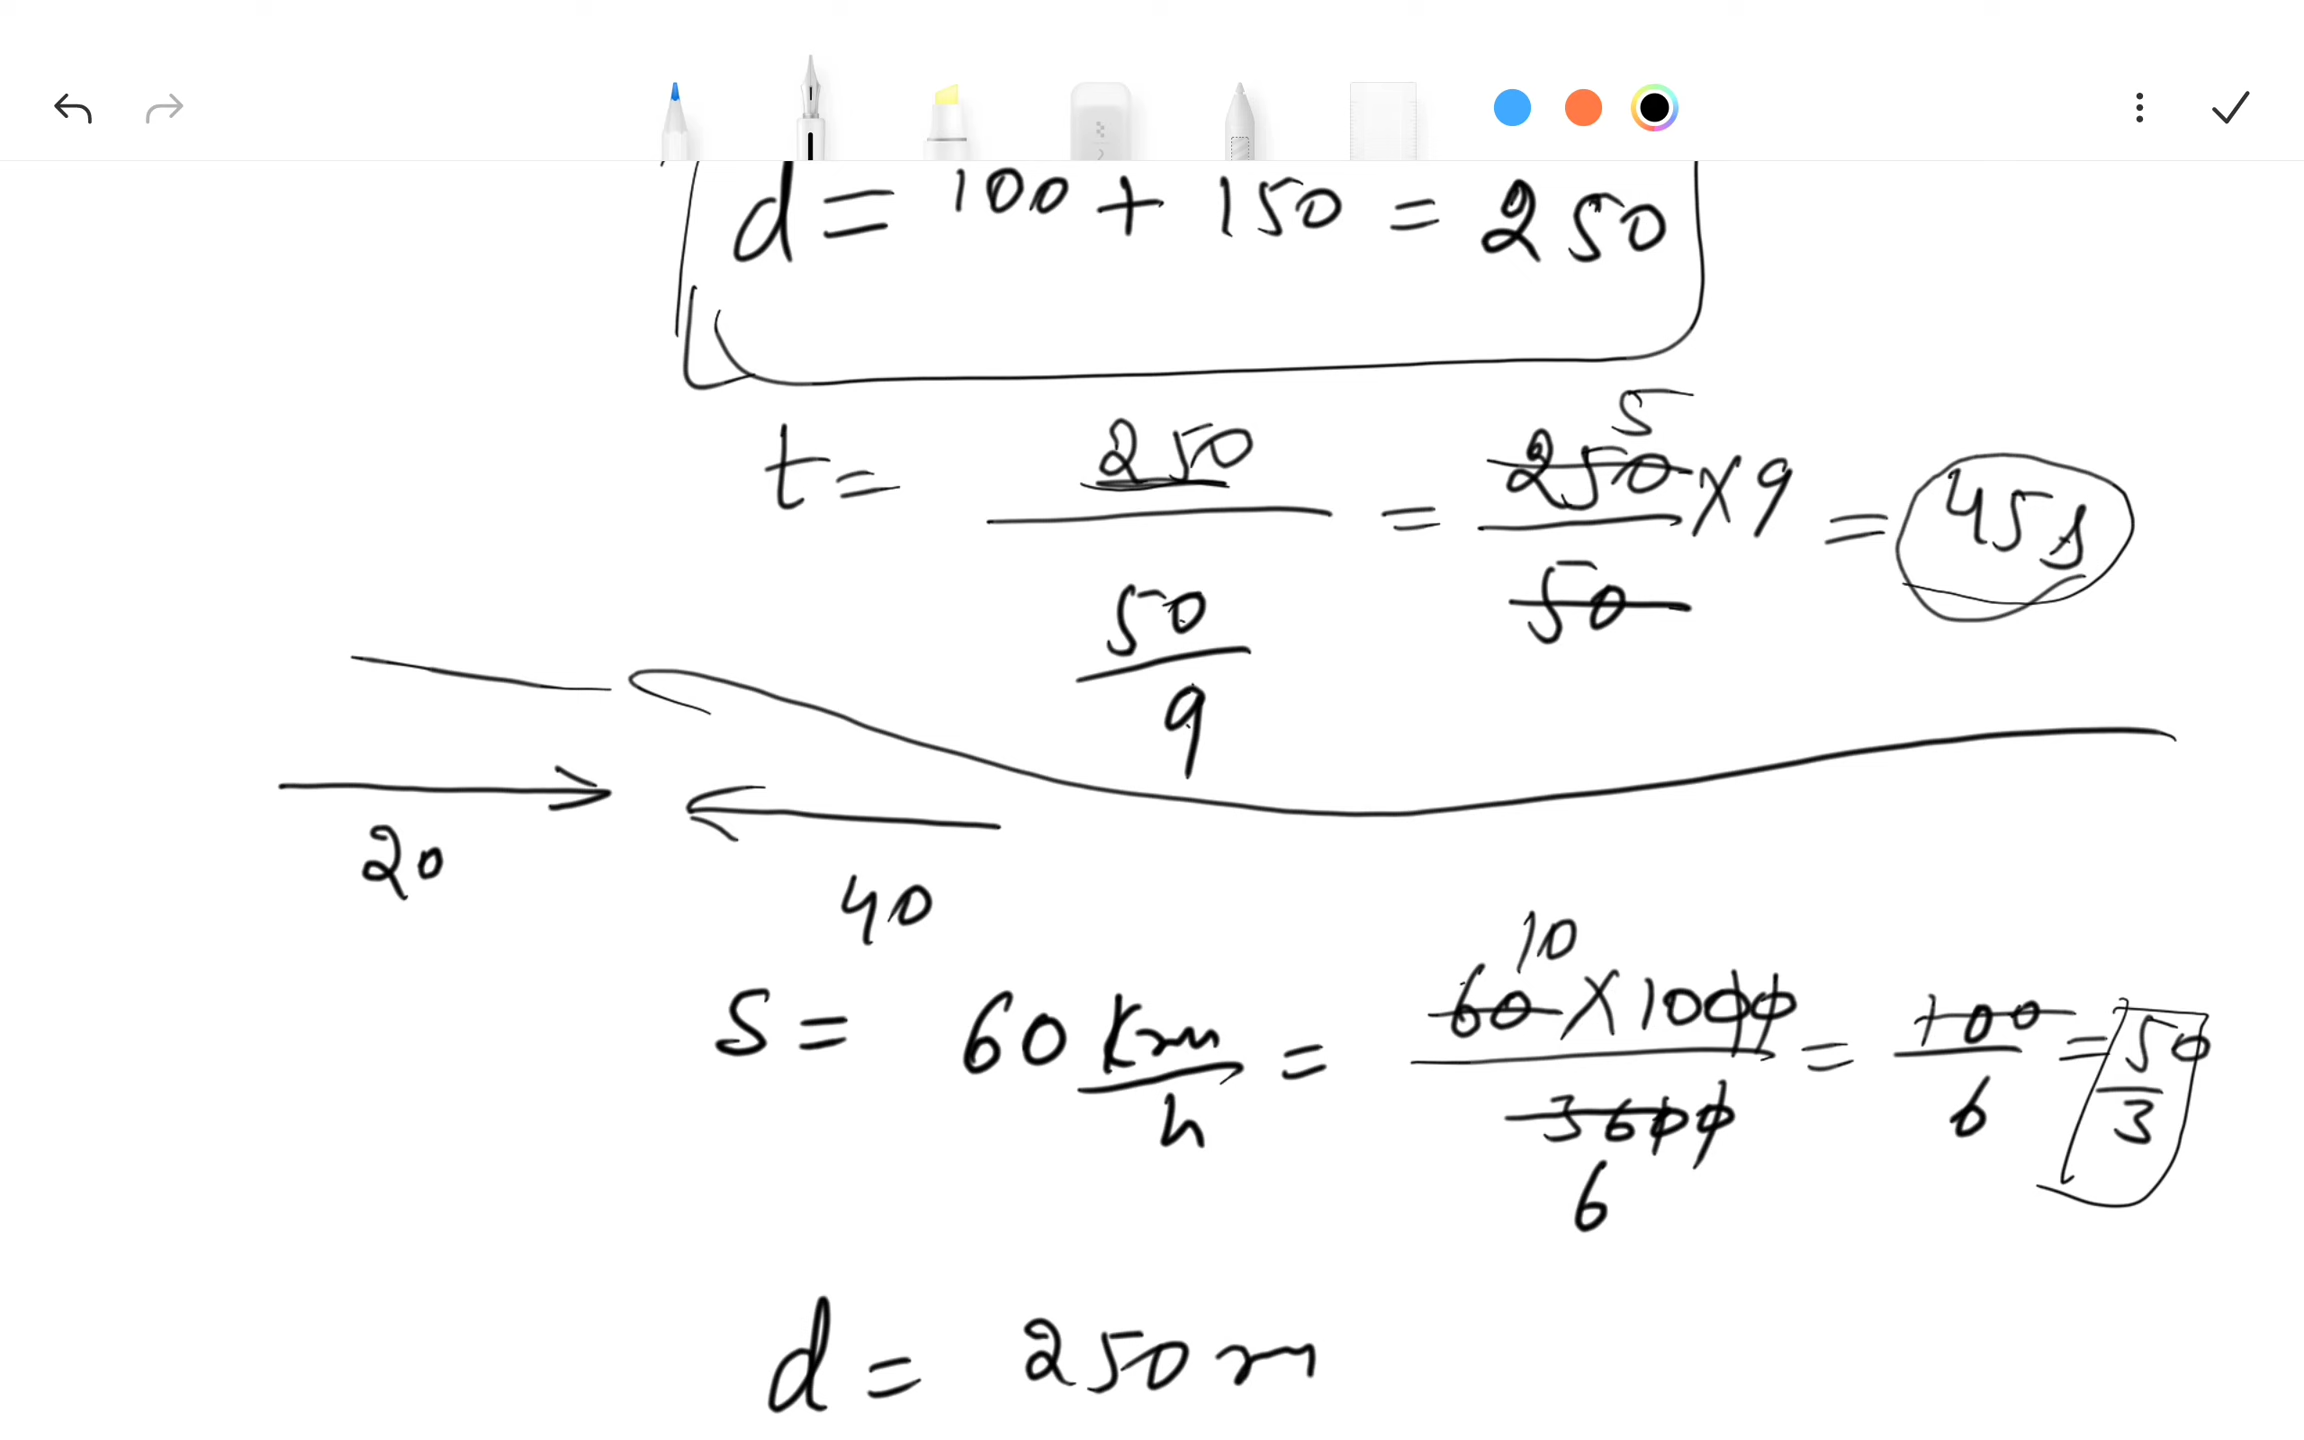 d = 100 + 150 = 250
t = 250 / (50/9) = 250/50 × 9 = 45s
5
20
40
10
s = 60 km/h = 60 × 1000 / 3600 = 100/6 = 50/3
6
d = 250 m